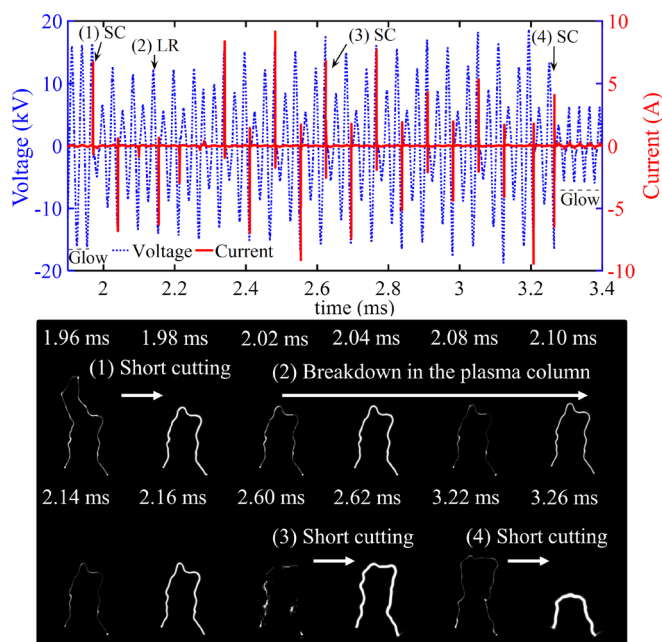 20
10
0
-10
-20
Voltage (kV)
10
5
0
-5
-10
Current (A)
(1) SC
(2) LR
(3) SC
(4) SC
Glow
Voltage
Current
Glow
2
2.2
2.4
2.6
2.8
3
3.2
3.4
time (ms)
1.96 ms 1.98 ms 2.02 ms 2.04 ms 2.08 ms 2.10 ms
(1) Short cutting (2) Breakdown in the plasma column
2.14 ms 2.16 ms 2.60 ms 2.62 ms 3.22 ms 3.26 ms
(3) Short cutting (4) Short cutting